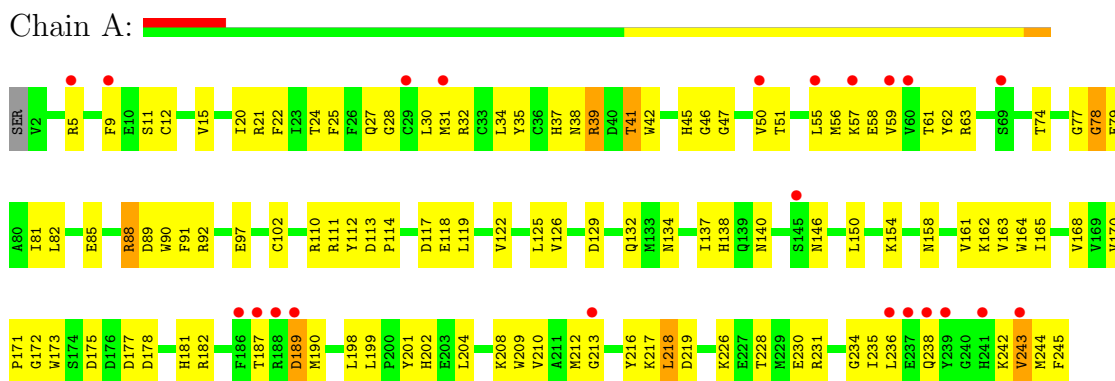 Chain A:
SER V2 R5 F9 E10 S11 C12 V15 I20 R21 F22 I23 T24 F25 F26 Q27 G28 C29 L30 M31 R32 C33 L34 Y35 C36 H37 N38 R39 D40 T41 W42 H45 G46 G47 V50 T51 L55 M56 K57 E58 V59 V60 T61 Y62 R63 S69 T74 G77 G78 E79
A80 I81 L82 E85 R88 D89 W90 F91 R92 E97 C102 R110 R111 Y112 D113 P114 D117 E118 L119 V122 L125 V126 D129 Q132 M133 N134 I137 H138 Q139 N140 S145 N146 L150 K154 N158 V161 K162 V163 W164 I165 V168 V169 V170
P171 G172 W173 S174 D175 D176 D177 D178 H181 R182 F186 T187 R188 D189 M190 L198 L199 P200 Y201 H202 E203 L204 K208 W209 V210 A211 M212 G213 Y216 K217 L218 D219 K226 E227 T228 M229 E230 R231 G234 I235 L236 E237 Q238 Y239 G240 H241 K242 V243 M244 F245